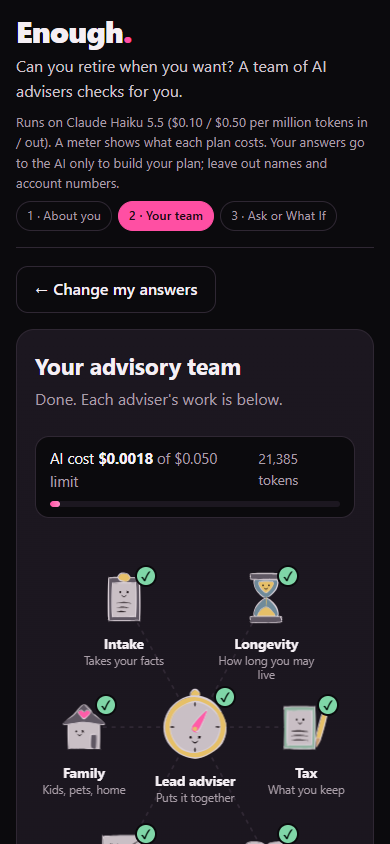 Enough.
Can you retire when you want? A team of AI
advisers checks for you.
Runs on Claude Haiku 5.5 ($0.10 / $0.50 per million tokens in
/ out). A meter shows what each plan costs. Your answers go
to the AI only to build your plan; leave out names and
account numbers.
1 · About you
2 · Your team
3 · Ask or What If
← Change my answers
Your advisory team
Done. Each adviser's work is below.
AI cost $0.0018 of $0.050
limit
21,385
tokens
Intake
Takes your facts
Longevity
How long you may
live
Family
Kids, pets, home
Lead adviser
Puts it together
Tax
What you keep